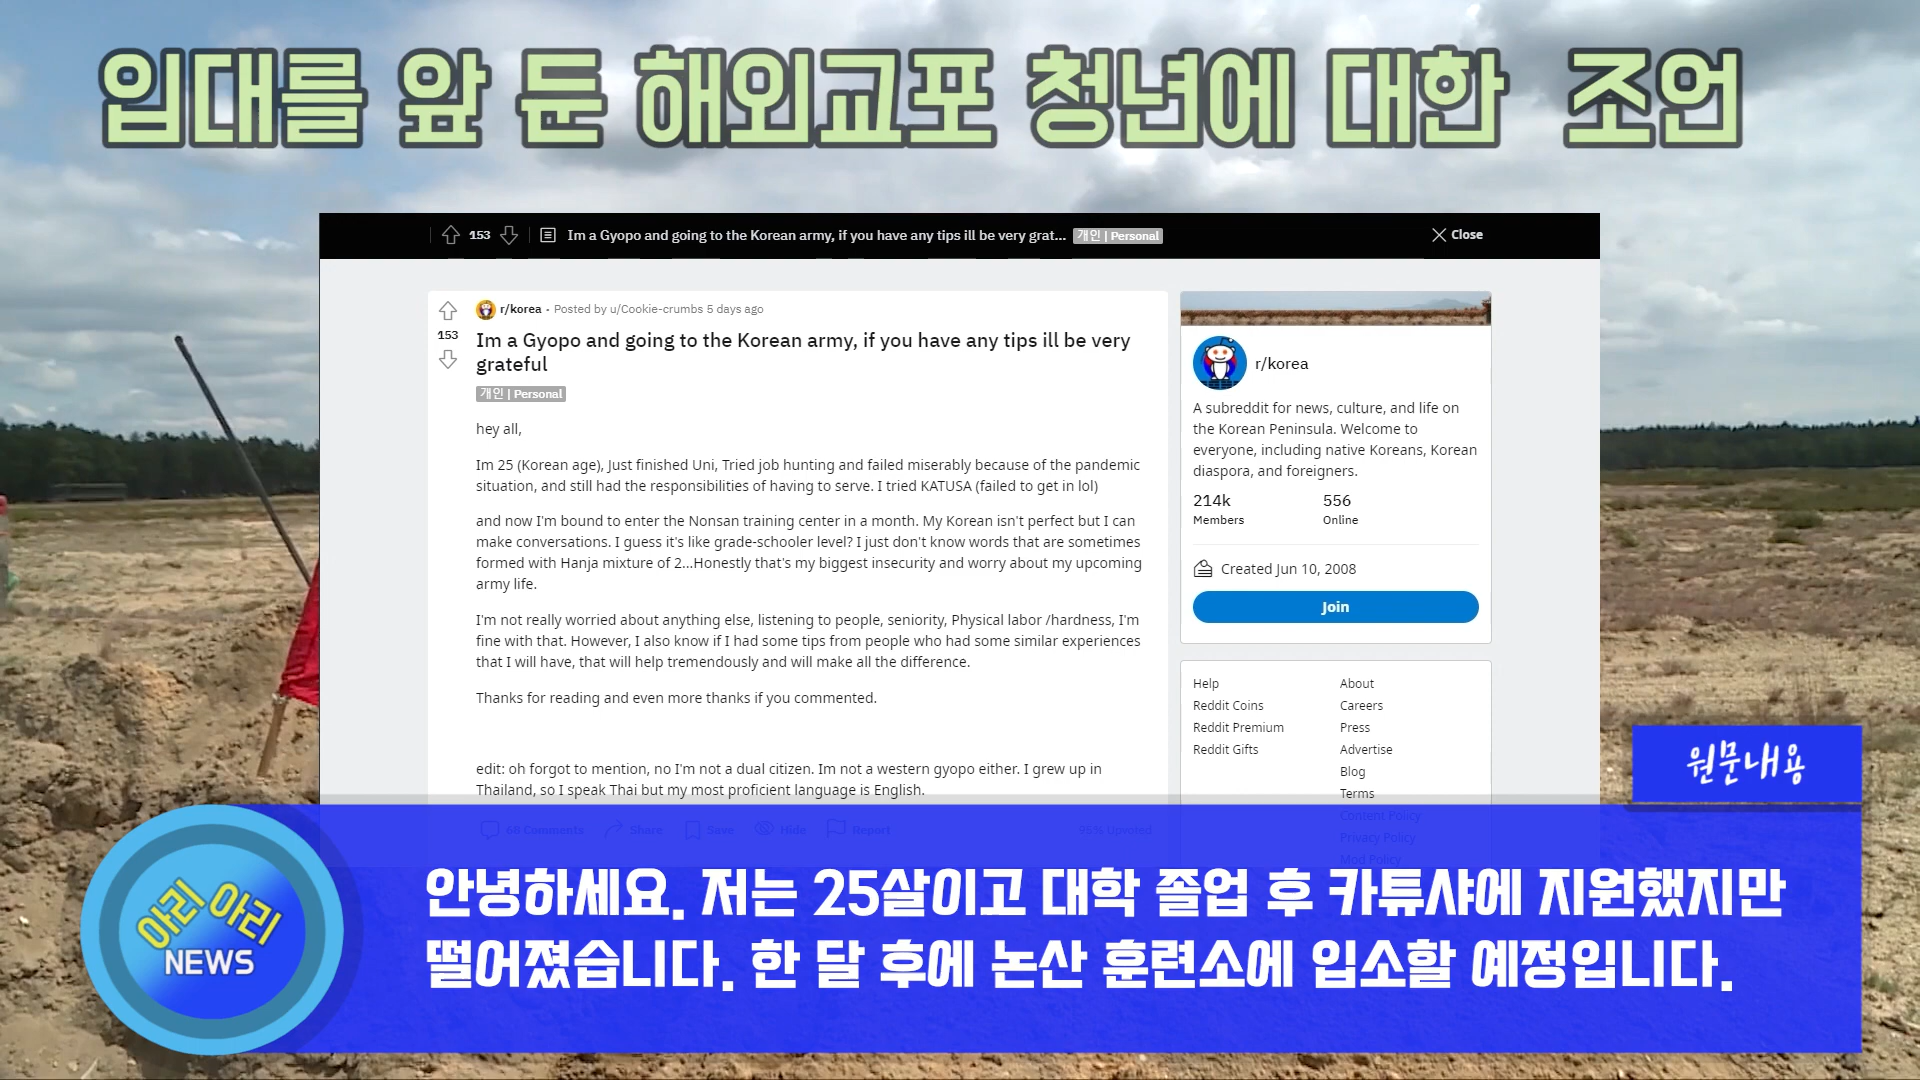 입대를 앞 둔 해외교포 청년에 대한 조언
153 Im a Gyopo and going to the Korean army, if you have any tips ill be very grat... 개인 | Personal Close
r/korea · Posted by u/Cookie-crumbs 5 days ago
153
Im a Gyopo and going to the Korean army, if you have any tips ill be very
grateful
개인 | Personal
hey all,
Im 25 (Korean age), Just finished Uni, Tried job hunting and failed miserably because of the pandemic
situation, and still had the responsibilities of having to serve. I tried KATUSA (failed to get in lol)
and now I'm bound to enter the Nonsan training center in a month. My Korean isn't perfect but I can
make conversations. I guess it's like grade-schooler level? I just don't know words that are sometimes
formed with Hanja mixture of 2...Honestly that's my biggest insecurity and worry about my upcoming
army life.
I'm not really worried about anything else, listening to people, seniority, Physical labor /hardness, I'm
fine with that. However, I also know if I had some tips from people who had some similar experiences
that I will have, that will help tremendously and will make all the difference.
Thanks for reading and even more thanks if you commented.
edit: oh forgot to mention, no I'm not a dual citizen. Im not a western gyopo either. I grew up in
Thailand, so I speak Thai but my most proficient language is English.
60 Comments Share Save Hide Report 96% Upvoted
r/korea
A subreddit for news, culture, and life on
the Korean Peninsula. Welcome to
everyone, including native Koreans, Korean
diaspora, and foreigners.
214k 556
Members Online
Created Jun 10, 2008
Join
Help About
Reddit Coins Careers
Reddit Premium Press
Reddit Gifts Advertise
Blog
Terms
Content Policy
Privacy Policy
Mod Policy
원문내용
아리 아리
NEWS
안녕하세요. 저는 25살이고 대학 졸업 후 카튜샤에 지원했지만
떨어졌습니다. 한 달 후에 논산 훈련소에 입소할 예정입니다.